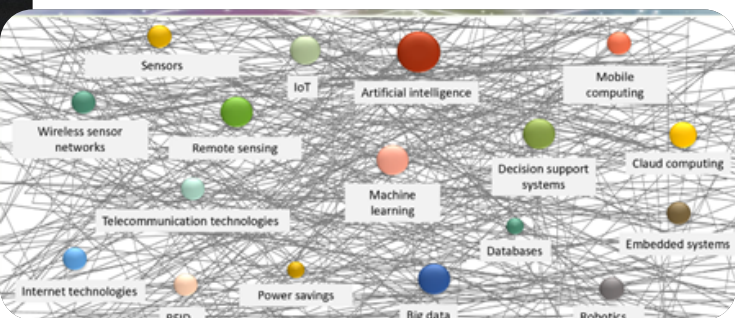 Sensors
IoT
Artificial intelligence
Mobile
computing
Wireless sensor
networks
Remote sensing
Machine
learning
Decision support
systems
Claud computing
Telecommunication technologies
Databases
Embedded systems
Internet technologies
RFID
Power savings
Big data
Robotics